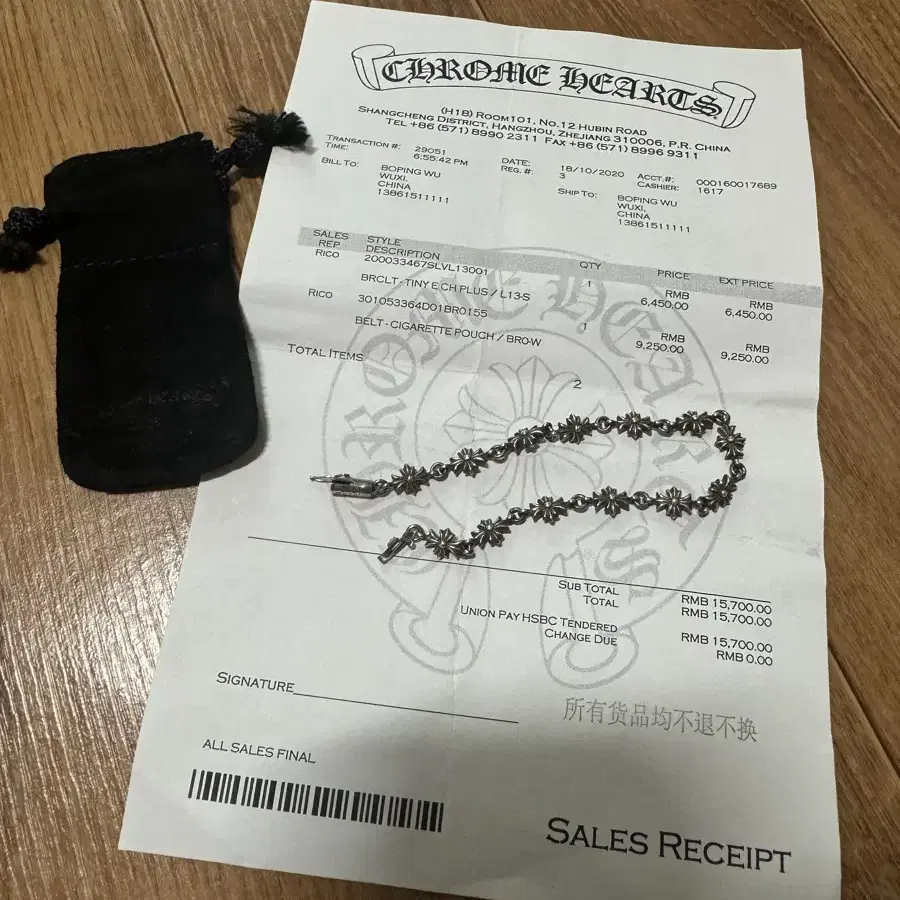 CHROME HEARTS
(H18) ROOM101, NO.12 HUBIN ROAD
SHANGCHENG DISTRICT, HANGZHOU, ZHEJIANG 310006, P.R. CHINA
TEL +86 (571) 8990 2311 FAX +86 (571) 8996 9311
TRANSACTION #: 29051 DATE: 18/10/2020 ACCT.#: 000160017689
TIME: 6:55:42 PM REG. #: 3 CASHIER: 1617
BILL TO: BOPING WU SHIP TO: BOPING WU
WUXI, WUXI,
CHINA CHINA
13861511111 13861511111
SALES REP STYLE DESCRIPTION QTY PRICE EXT PRICE
RICO 200033467SLVL13001 1 RMB 6,450.00 RMB 6,450.00
BRCLT - TINY E CH PLUS / L13-S
RICO 301053364D01BR0155 1 RMB 9,250.00 RMB 9,250.00
BELT - CIGARETTE POUCH / BRO-W
TOTAL ITEMS 2
CHROME HEARTS
SUB TOTAL RMB 15,700.00
TOTAL RMB 15,700.00
UNION PAY HSBC TENDERED RMB 15,700.00
CHANGE DUE RMB 0.00
SIGNATURE
所有货品均不退不换
ALL SALES FINAL
SALES RECEIPT